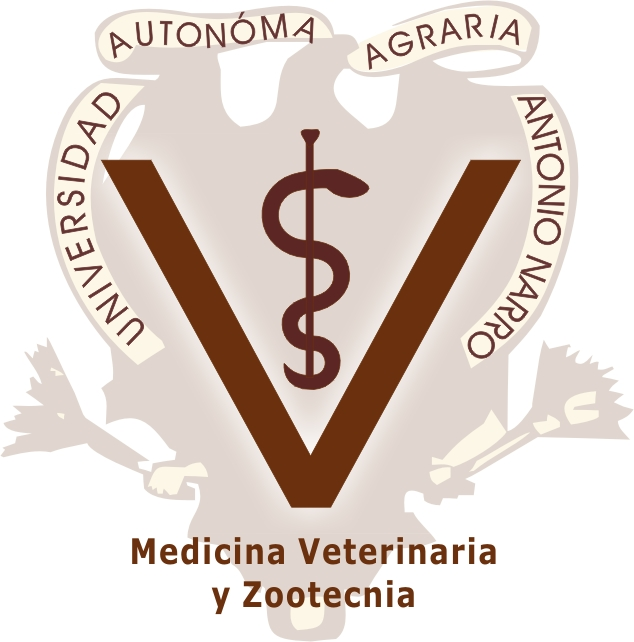 UNIVERSIDAD
AUTONÓMA
AGRARIA
ANTONIO NARRO
Medicina Veterinaria
y Zootecnia